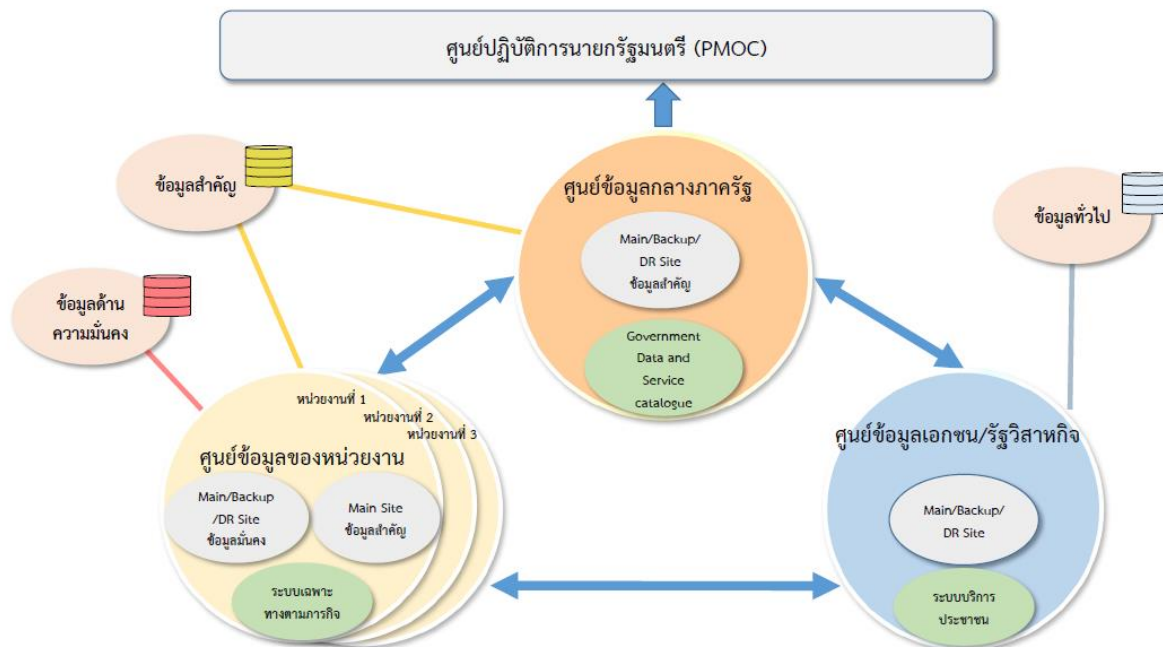 ศูนย์ปฏิบัติการนายกรัฐมนตรี (PMOC)
ข้อมูลสำคัญ
ศูนย์ข้อมูลกลางภาครัฐ
ข้อมูลทั่วไป
Main/Backup/
DR Site
ข้อมูลสำคัญ
ข้อมูลด้าน
ความมั่นคง
Government
Data and
Service
catalogue
หน่วยงานที่ 1
หน่วยงานที่ 2
หน่วยงานที่ 3
ศูนย์ข้อมูลของหน่วยงาน
Main/Backup
/DR Site
ข้อมูลมั่นคง
Main Site
ข้อมูลสำคัญ
ระบบเฉพาะ
ทางตามภารกิจ
ศูนย์ข้อมูลเอกชน/รัฐวิสาหกิจ
Main/Backup/
DR Site
ระบบบริการ
ประชาชน